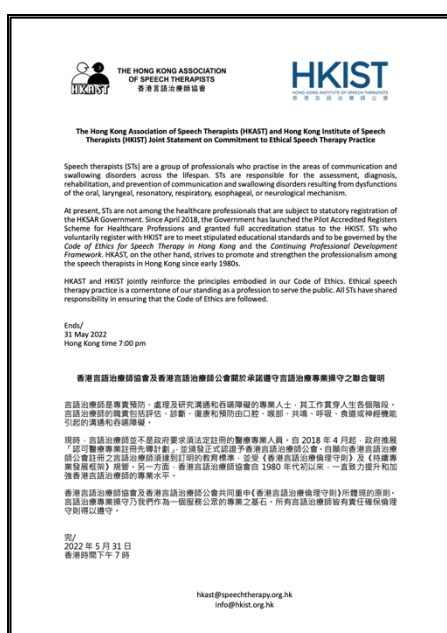 THE HONG KONG ASSOCIATION
OF SPEECH THERAPISTS
香港言語治療師協會
HKAST
HKIST
HONG KONG INSTITUTE OF SPEECH THERAPISTS
香港言語治療師公會
The Hong Kong Association of Speech Therapists (HKAST) and Hong Kong Institute of Speech
Therapists (HKIST) Joint Statement on Commitment to Ethical Speech Therapy Practice
Speech therapists (STs) are a group of professionals who practise in the areas of communication and
swallowing disorders across the lifespan. STs are responsible for the assessment, diagnosis,
rehabilitation, and prevention of communication and swallowing disorders resulting from dysfunctions
of the oral, laryngeal, resonatory, respiratory, esophageal, or neurological mechanism.
At present, STs are not among the healthcare professionals that are subject to statutory registration of
the HKSAR Government. Since April 2018, the Government has launched the Pilot Accredited Registers
Scheme for Healthcare Professions and granted full accreditation status to the HKIST. STs who
voluntarily register with HKIST are to meet stipulated educational standards and to be governed by the
Code of Ethics for Speech Therapy in Hong Kong and the Continuing Professional Development
Framework. HKAST, on the other hand, strives to promote and strengthen the professionalism among
the speech therapists in Hong Kong since early 1980s.
HKAST and HKIST jointly reinforce the principles embodied in our Code of Ethics. Ethical speech
therapy practice is a cornerstone of our standing as a profession to serve the public. All STs have shared
responsibility in ensuring that the Code of Ethics are followed.
Ends/
31 May 2022
Hong Kong time 7:00 pm
香港言語治療師協會及香港言語治療師公會關於承諾遵守言語治療專業操守之聯合聲明
言語治療師是專責預防、處理及研究溝通和吞嚥障礙的專業人士，其工作貫穿人生各個階段。
言語治療師的職責包括評估、診斷、復康和預防由口腔、喉部、共鳴、呼吸、食道或神經機能
引起的溝通和吞嚥障礙。
現時，言語治療師並不是政府要求須法定註冊的醫療專業人員。自 2018 年 4 月起，政府推展
「認可醫療專業註冊先導計劃」，並頒發正式認證予香港言語治療師公會。自願向香港言語治
療師公會註冊之言語治療師須達到訂明的教育標準，並受《香港言語治療倫理守則》及《持續專
業發展框架》規管。另一方面，香港言語治療師協會自 1980 年代初以來，一直致力提升和加
強香港言語治療師的專業水平。
香港言語治療師協會及香港言語治療師公會共同重申《香港言語治療倫理守則》所體現的原則。
言語治療專業操守乃我們作為一個服務公眾的專業之基石。所有言語治療師皆有責任確保倫理
守則得以遵守。
完/
2022 年 5 月 31 日
香港時間下午 7 時
hkast@speechtherapy.org.hk
info@hkist.org.hk